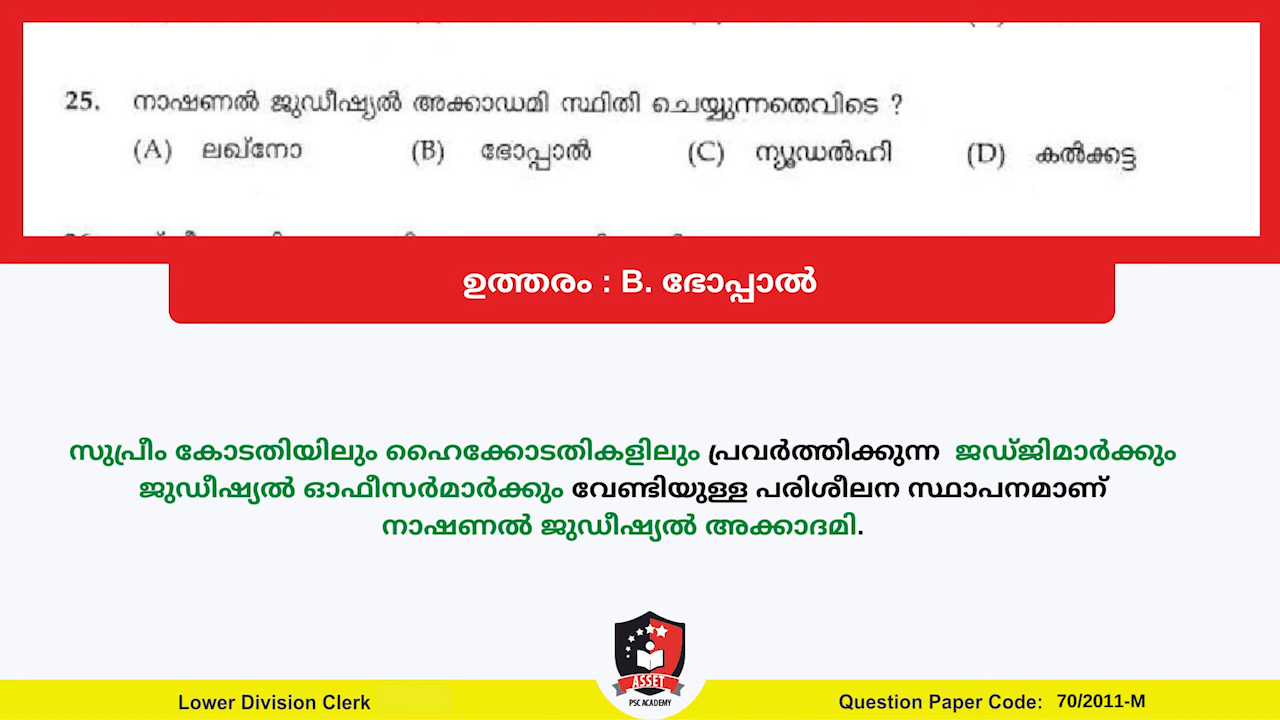 25. നാഷണൽ ജുഡീഷ്യൽ അക്കാഡമി സ്ഥിതി ചെയ്യുന്നതെവിടെ ?
(A) ലഖ്നോ (B) ഭോപ്പാൽ (C) ന്യൂഡൽഹി (D) കൽക്കട്ട
ഉത്തരം : B. ഭോപ്പാൽ
സുപ്രീം കോടതിയിലും ഹൈക്കോടതികളിലും പ്രവർത്തിക്കുന്ന ജഡ്ജിമാർക്കും
ജുഡീഷ്യൽ ഓഫീസർമാർക്കും വേണ്ടിയുള്ള പരിശീലന സ്ഥാപനമാണ്
നാഷണൽ ജുഡീഷ്യൽ അക്കാദമി.
ASSET
PSC ACADEMY
Lower Division Clerk
Question Paper Code: 70/2011-M